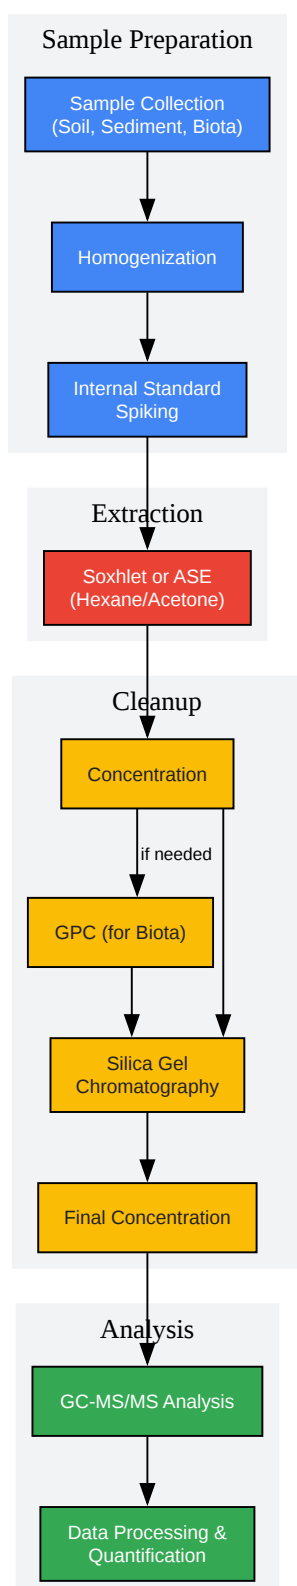 Sample Preparation
Sample Collection
(Soil, Sediment, Biota)
Homogenization
Internal Standard
Spiking
Extraction
Soxhlet or ASE
(Hexane/Acetone)
Cleanup
Concentration
if needed
GPC (for Biota)
Silica Gel
Chromatography
Final Concentration
Analysis
GC-MS/MS Analysis
Data Processing &
Quantification